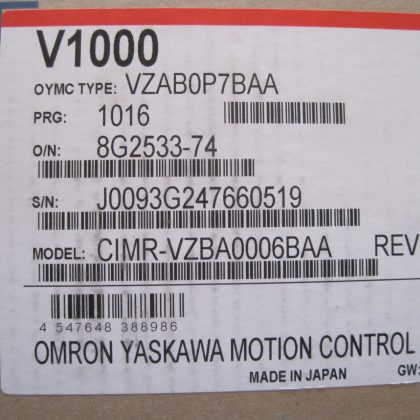 V1000
OYMC TYPE: VZAB0P7BAA
PRG: 1016
O/N: 8G2533-74
S/N: J0093G247660519
MODEL: CIMR-VZBA0006BAA REV
4 547648 388986
OMRON YASKAWA MOTION CONTROL
MADE IN JAPAN GW: